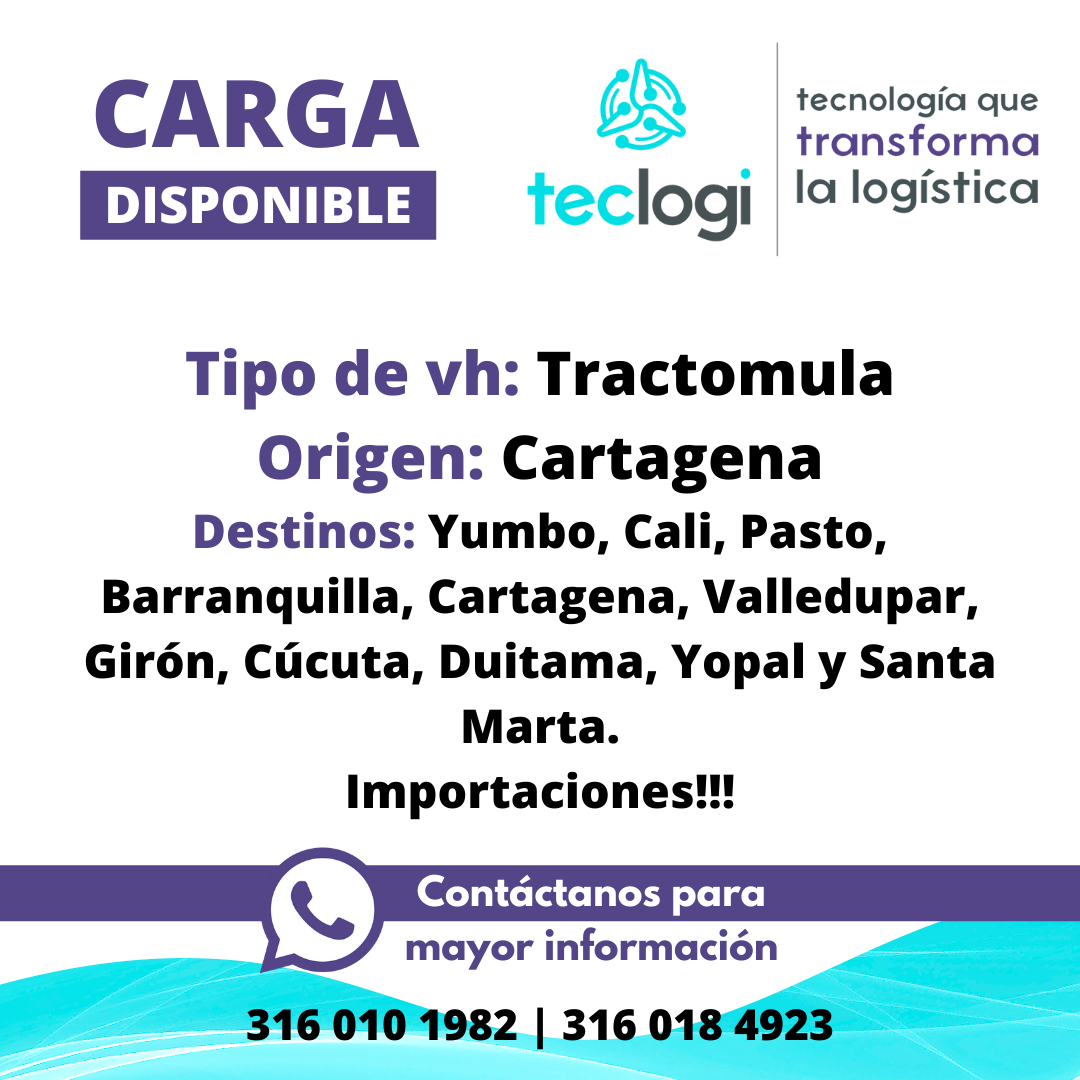 CARGA
DISPONIBLE
teclogi
tecnología que
transforma
la logística
Tipo de vh: Tractomula
Origen: Cartagena
Destinos: Yumbo, Cali, Pasto,
Barranquilla, Cartagena, Valledupar,
Girón, Cúcuta, Duitama, Yopal y Santa
Marta.
Importaciones!!!
Contáctanos para
mayor información
316 010 1982 | 316 018 4923